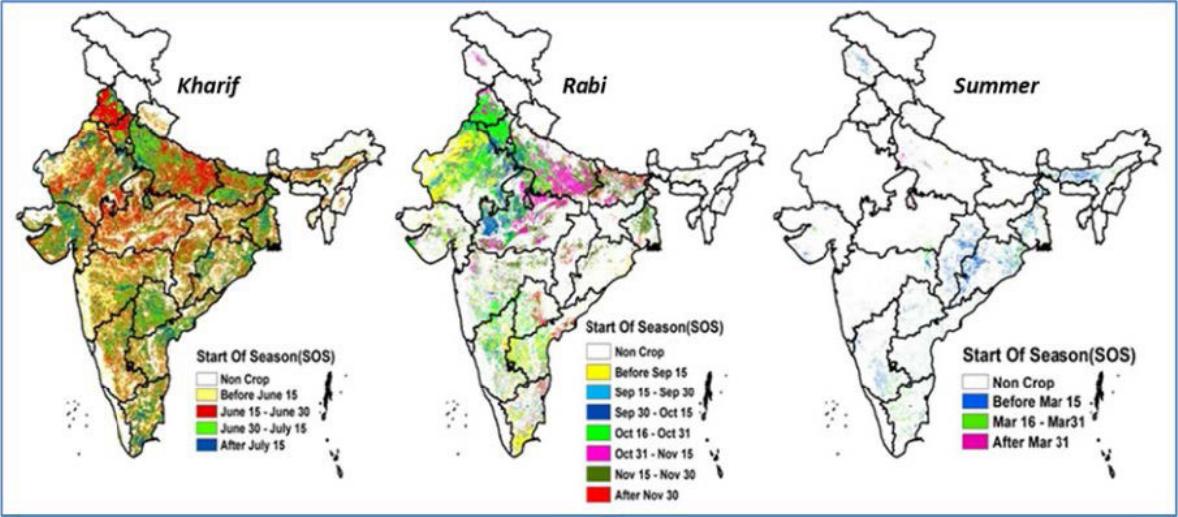 Kharif
Start Of Season(SOS)
Non Crop
Before June 15
June 15 - June 30
June 30 - July 15
After July 15
Rabi
Start Of Season(SOS)
Non Crop
Before Sep 15
Sep 15 - Sep 30
Sep 30 - Oct 15
Oct 16 - Oct 31
Oct 31 - Nov 15
Nov 15 - Nov 30
After Nov 30
Summer
Start Of Season(SOS)
Non Crop
Before Mar 15
Mar 16 - Mar31
After Mar 31